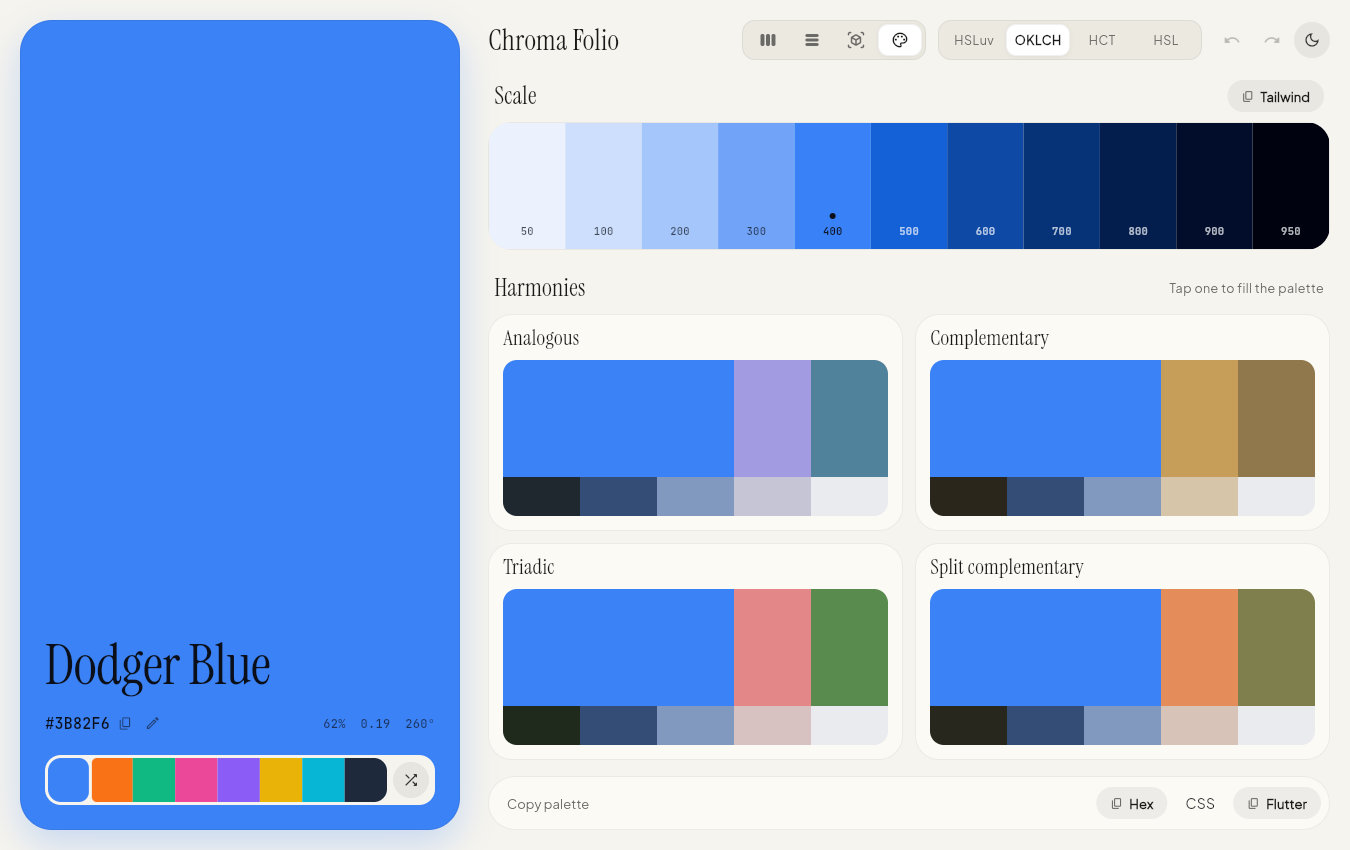 Chroma Folio
HSLuv OKLCH HCT HSL
Scale
Tailwind
50 100 200 300 400 500 600 700 800 900 950
Harmonies
Tap one to fill the palette
Analogous
Complementary
Triadic
Split complementary
Dodger Blue
#3B82F6
62% 0.19 260°
Copy palette
Hex
CSS
Flutter